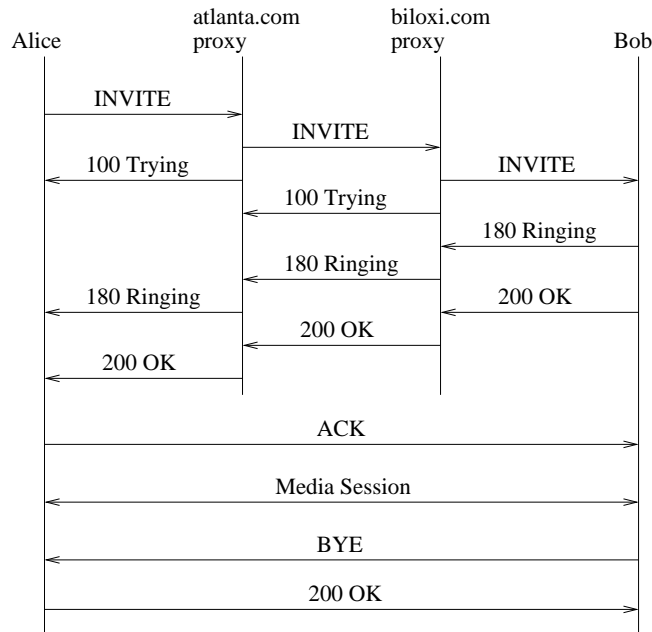 atlanta.com
biloxi.com
Alice
proxy
proxy
Bob
INVITE
INVITE
100 Trying
INVITE
100 Trying
180 Ringing
180 Ringing
180 Ringing
200 OK
200 OK
200 OK
ACK
Media Session
BYE
200 OK